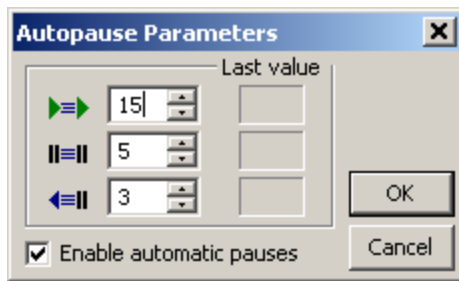 Autopause Parameters
Last value
15
5
3
OK
Enable automatic pauses
Cancel